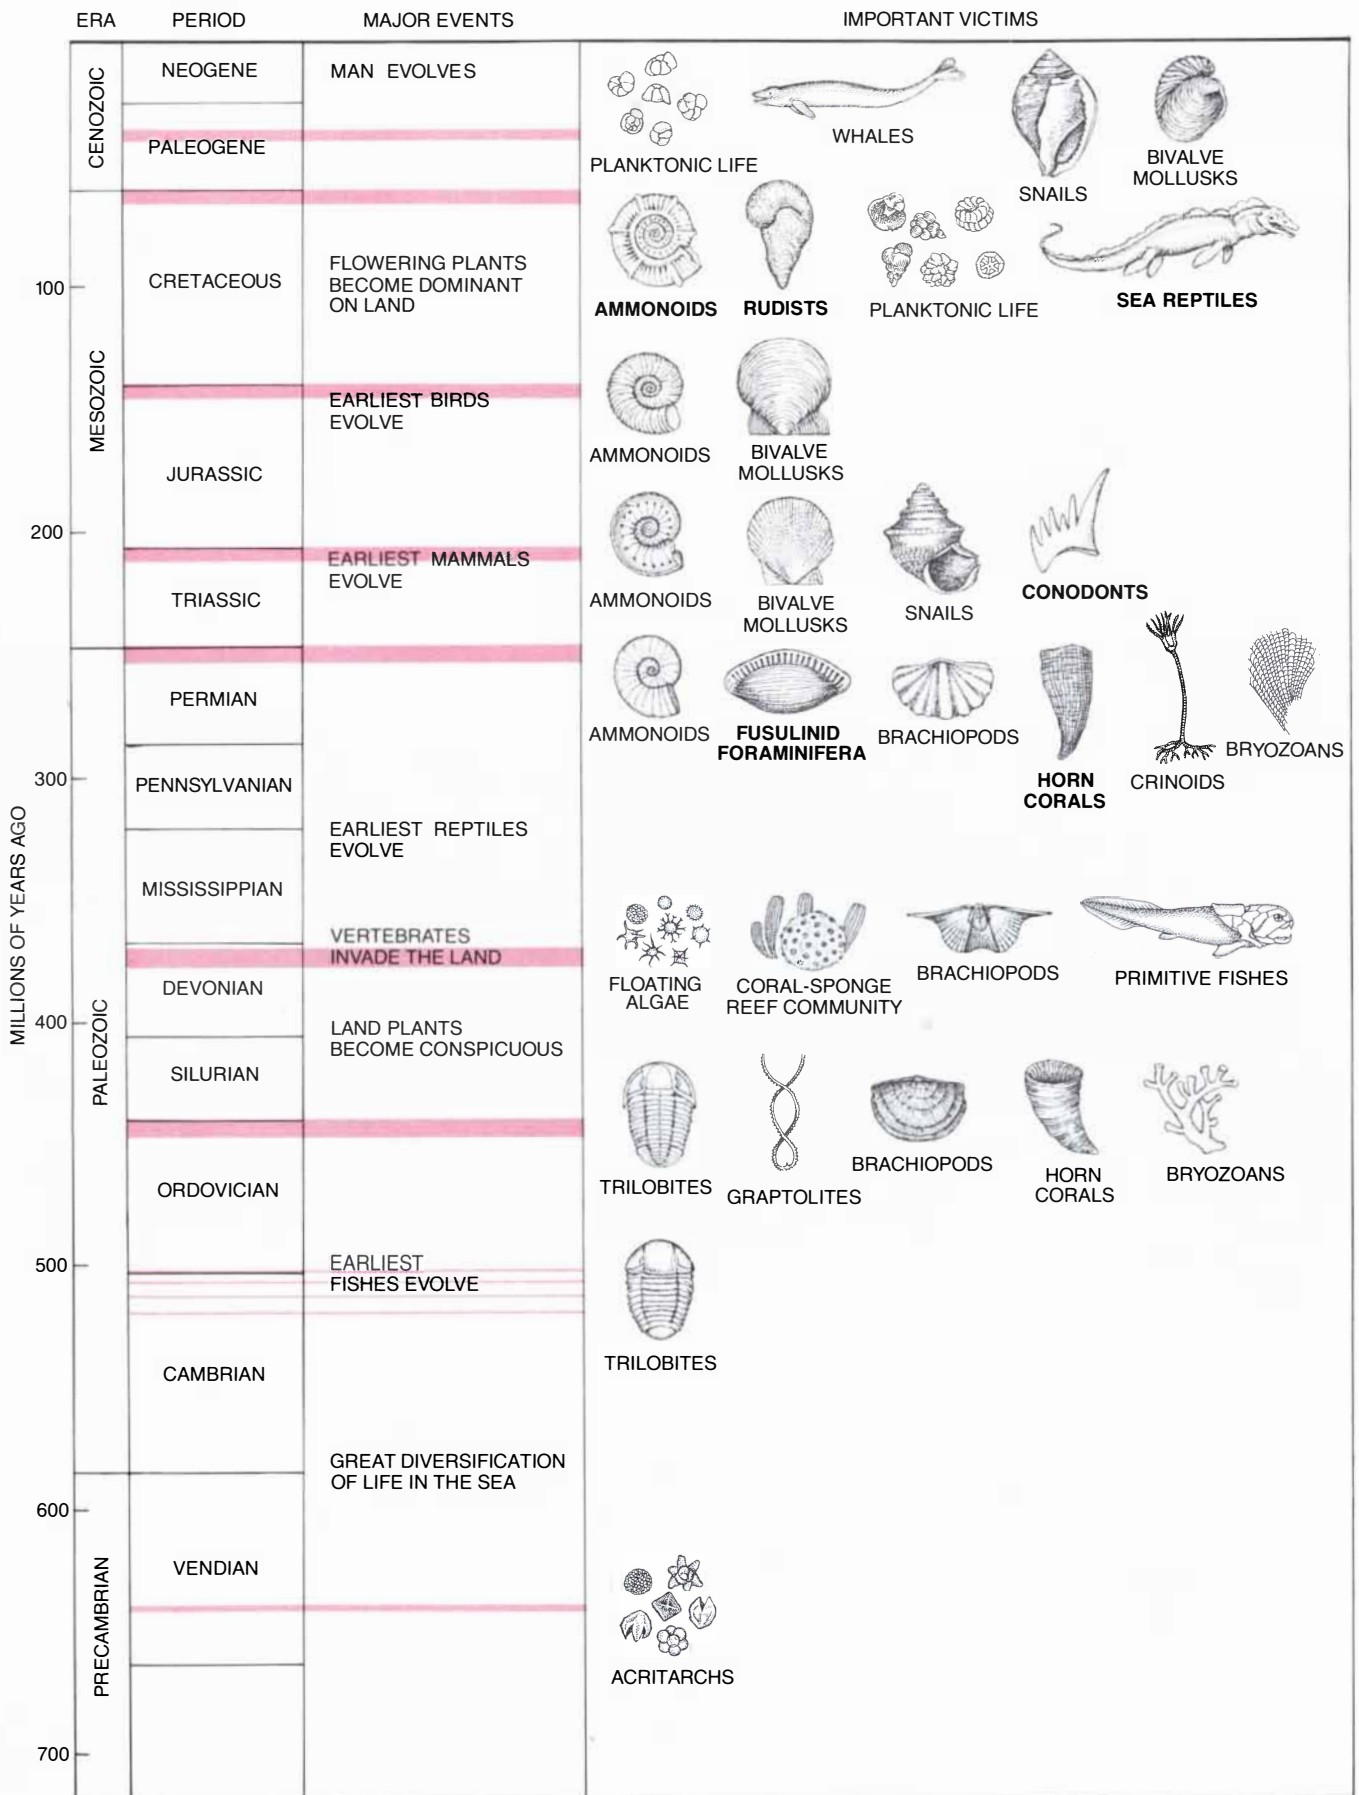 ERA
PERIOD
MAJOR EVENTS
IMPORTANT VICTIMS
MILLIONS OF YEARS AGO
100
200
300
400
500
600
700
CENOZOIC
MESOZOIC
PALEOZOIC
PRECAMBRIAN
NEOGENE
PALEOGENE
CRETACEOUS
JURASSIC
TRIASSIC
PERMIAN
PENNSYLVANIAN
MISSISSIPPIAN
DEVONIAN
SILURIAN
ORDOVICIAN
CAMBRIAN
VENDIAN
MAN EVOLVES
FLOWERING PLANTS
BECOME DOMINANT
ON LAND
EARLIEST BIRDS
EVOLVE
EARLIEST MAMMALS
EVOLVE
EARLIEST REPTILES
EVOLVE
VERTEBRATES
INVADE THE LAND
LAND PLANTS
BECOME CONSPICUOUS
EARLIEST
FISHES EVOLVE
GREAT DIVERSIFICATION
OF LIFE IN THE SEA
PLANKTONIC LIFE
WHALES
SNAILS
BIVALVE
MOLLUSKS
AMMONOIDS
RUDISTS
PLANKTONIC LIFE
SEA REPTILES
AMMONOIDS
BIVALVE
MOLLUSKS
AMMONOIDS
BIVALVE
MOLLUSKS
SNAILS
CONODONTS
AMMONOIDS
FUSULINID
FORAMINIFERA
BRACHIOPODS
HORN
CORALS
CRINOIDS
BRYOZOANS
FLOATING
ALGAE
CORAL-SPONGE
REEF COMMUNITY
BRACHIOPODS
PRIMITIVE FISHES
TRILOBITES
GRAPTOLITES
BRACHIOPODS
HORN
CORALS
BRYOZOANS
TRILOBITES
ACRITARCHS